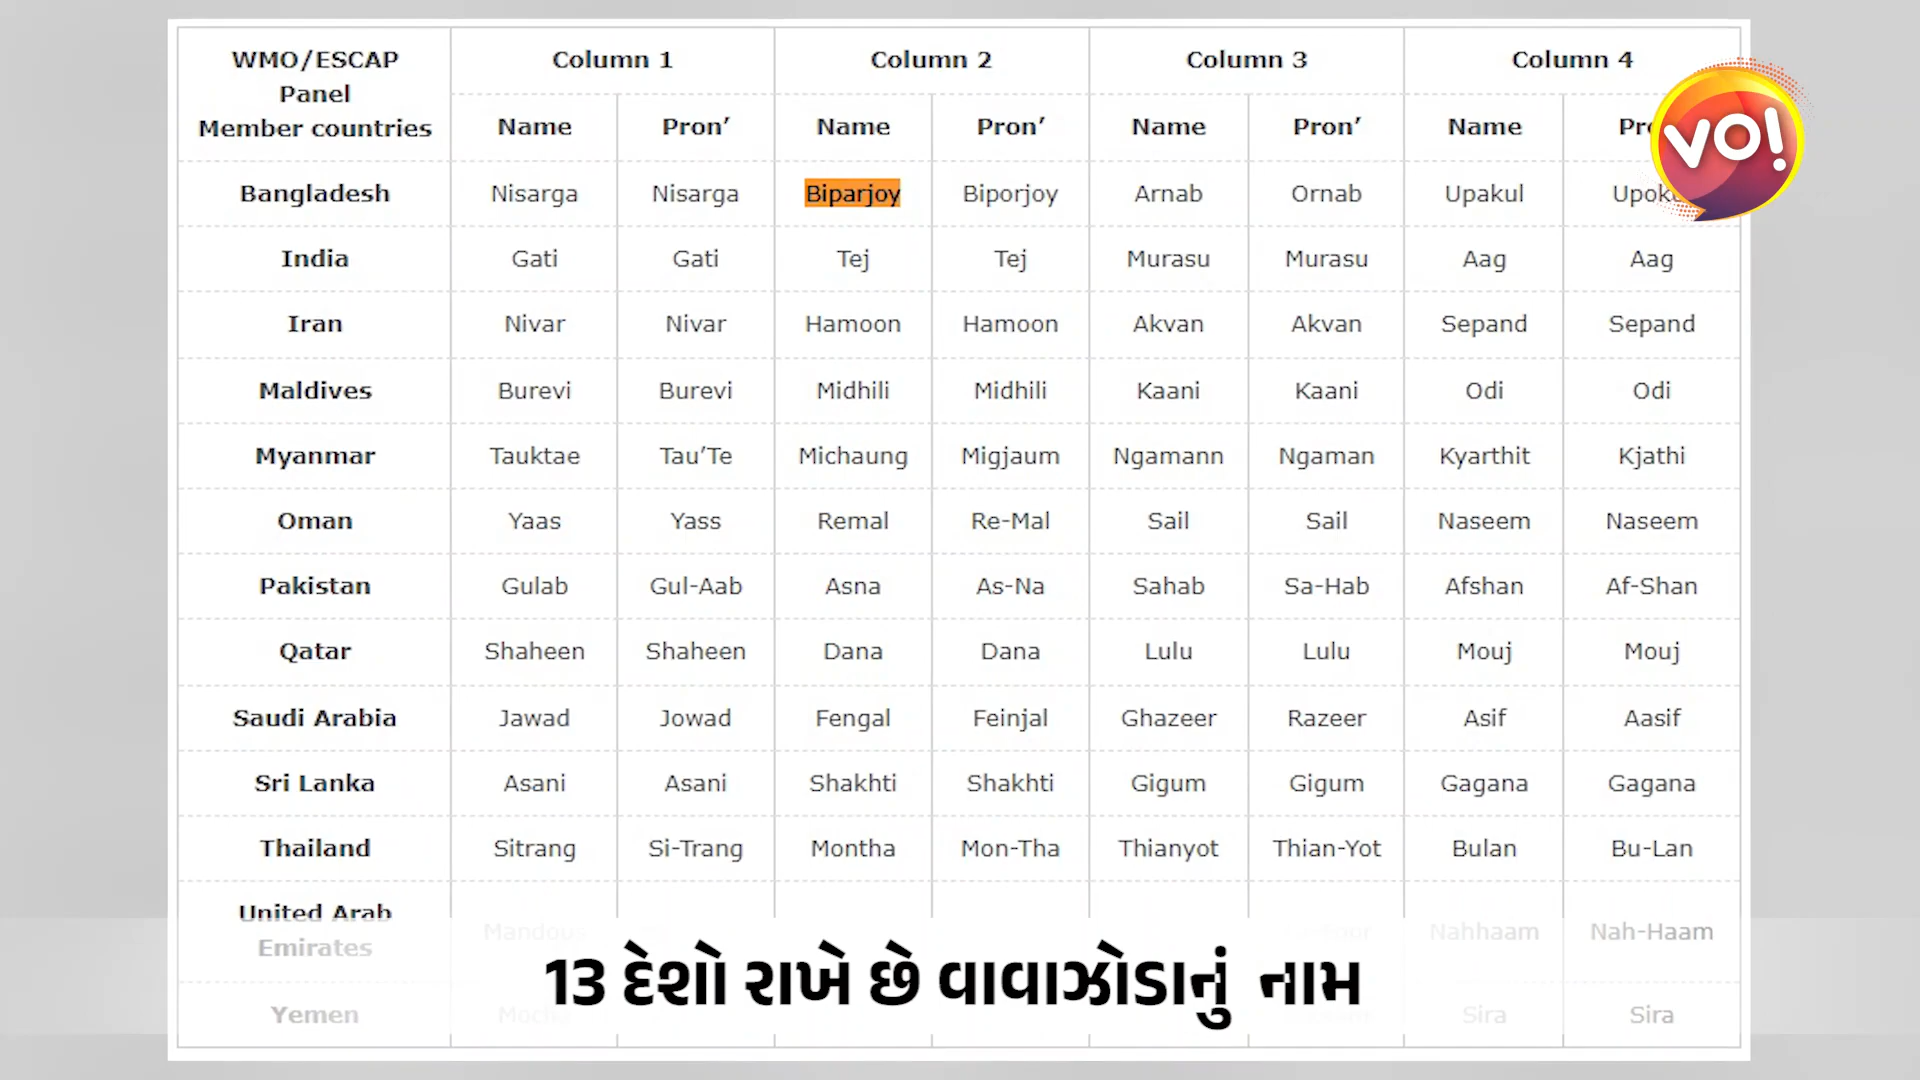 WMO/ESCAP Panel Member countries Column 1 Column 2 Column 3 Column 4
Name Pron’ Name Pron’ Name Pron’ Name
VO!
Bangladesh Nisarga Nisarga Biparjoy Biporjoy Arnab Ornab Upakul
India Gati Gati Tej Tej Murasu Murasu Aag Aag
Iran Nivar Nivar Hamoon Hamoon Akvan Akvan Sepand Sepand
Maldives Burevi Burevi Midhili Midhili Kaani Kaani Odi Odi
Myanmar Tauktae Tau’Te Michaung Migjaum Ngamann Ngaman Kyarthit Kjathi
Oman Yaas Yass Remal Re-Mal Sail Sail Naseem Naseem
Pakistan Gulab Gul-Aab Asna As-Na Sahab Sa-Hab Afshan Af-Shan
Qatar Shaheen Shaheen Dana Dana Lulu Lulu Mouj Mouj
Saudi Arabia Jawad Jowad Fengal Feinjal Ghazeer Razeer Asif Aasif
Sri Lanka Asani Asani Shakhti Shakhti Gigum Gigum Gagana Gagana
Thailand Sitrang Si-Trang Montha Mon-Tha Thianyot Thian-Yot Bulan Bu-Lan
United Arab Emirates Mandous Nahhaam Nah-Haam
Yemen Sira Sira
13 દેશો રાખે છે વાવાઝોડાનું નામ